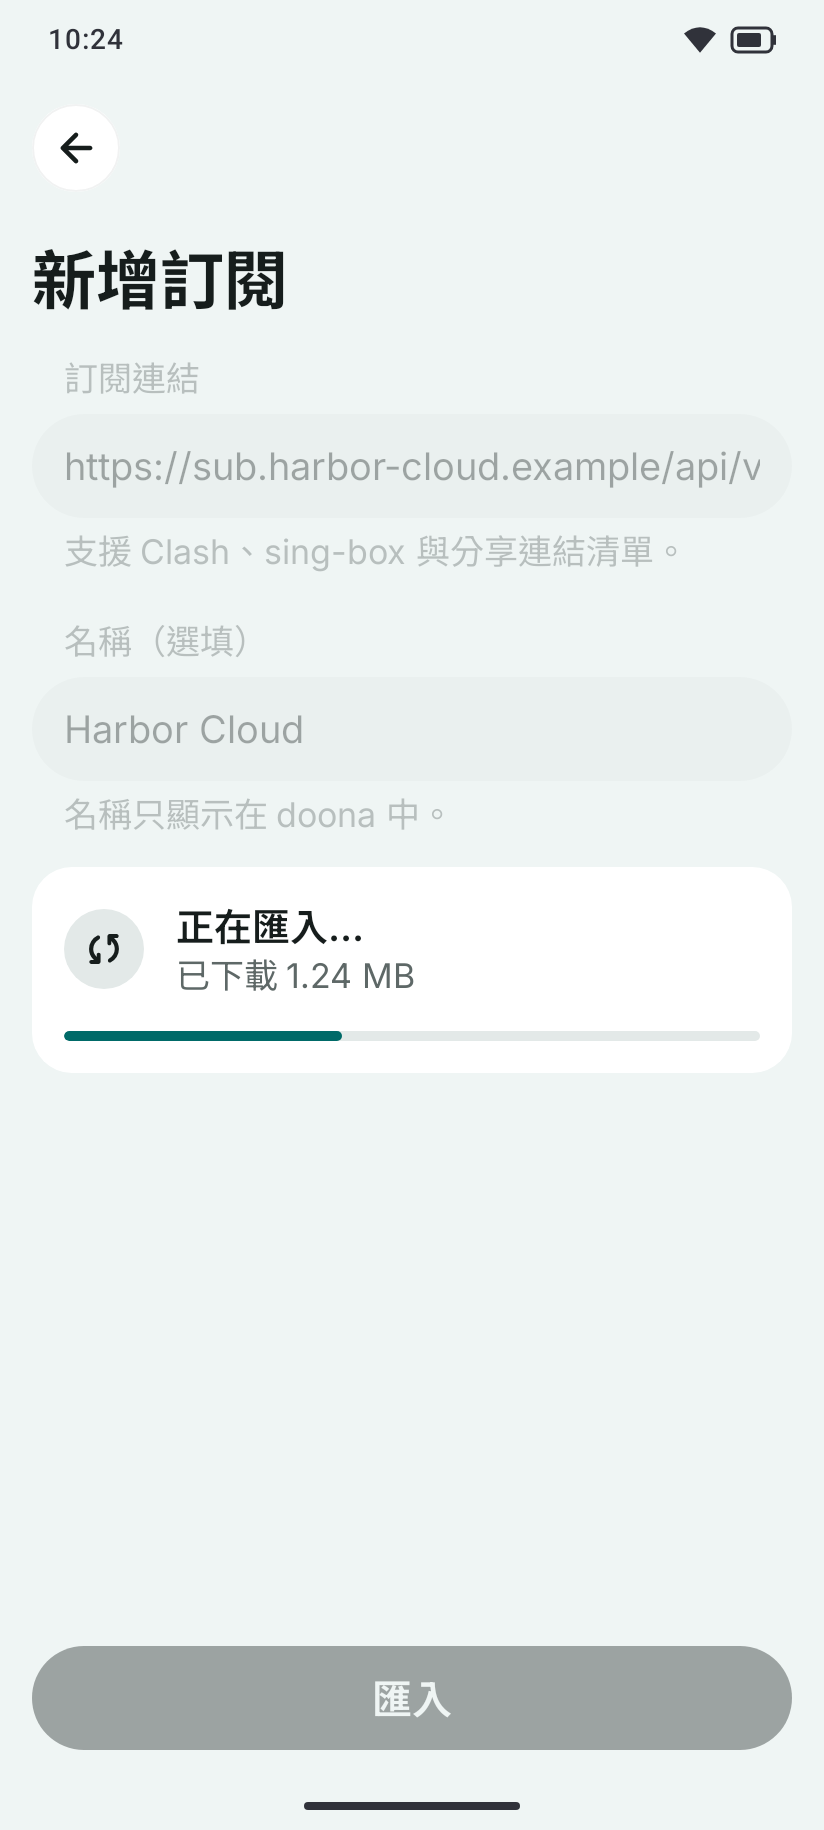 10:24
新增訂閱
訂閱連結
https://sub.harbor-cloud.example/api/v
支援 Clash、sing-box 與分享連結清單。
名稱（選填）
Harbor Cloud
名稱只顯示在 doona 中。
正在匯入...
已下載 1.24 MB
匯入